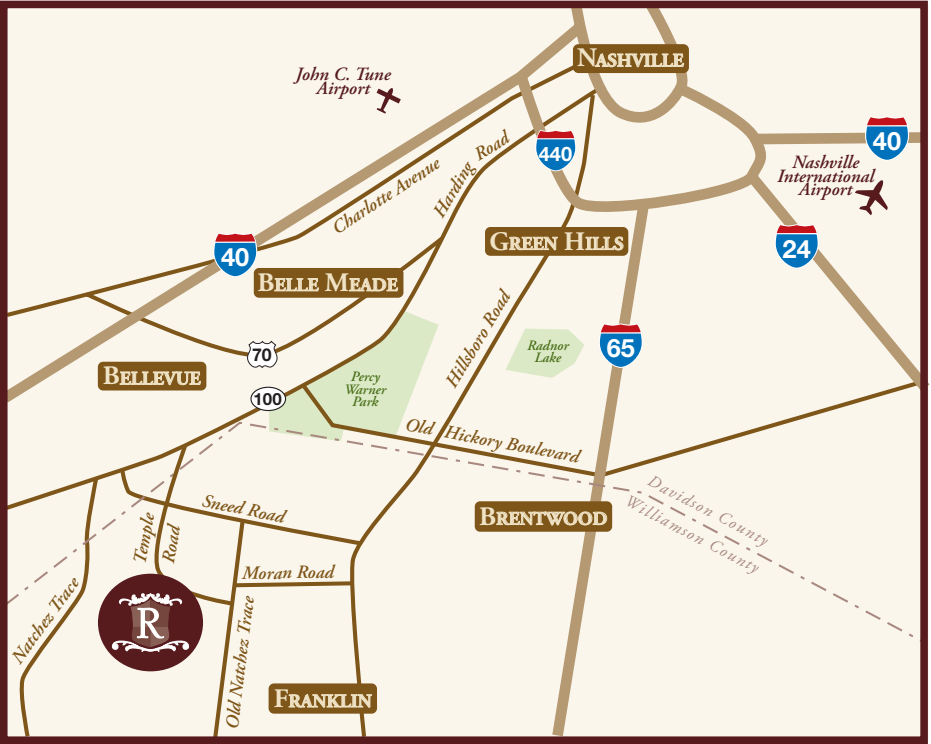 NASHVILLE
John C. Tune
Airport
40
440
Nashville
International
Airport
Harding Road
Charlotte Avenue
GREEN HILLS
24
40
BELLE MEADE
Hillsboro Road
Radnor
Lake
65
70
BELLEVUE
Percy
Warner
Park
100
Old Hickory Boulevard
Davidson County
Williamson County
Sneed Road
BRENTWOOD
Temple
Road
Moran Road
Natchez Trace
R
Old Natchez Trace
FRANKLIN